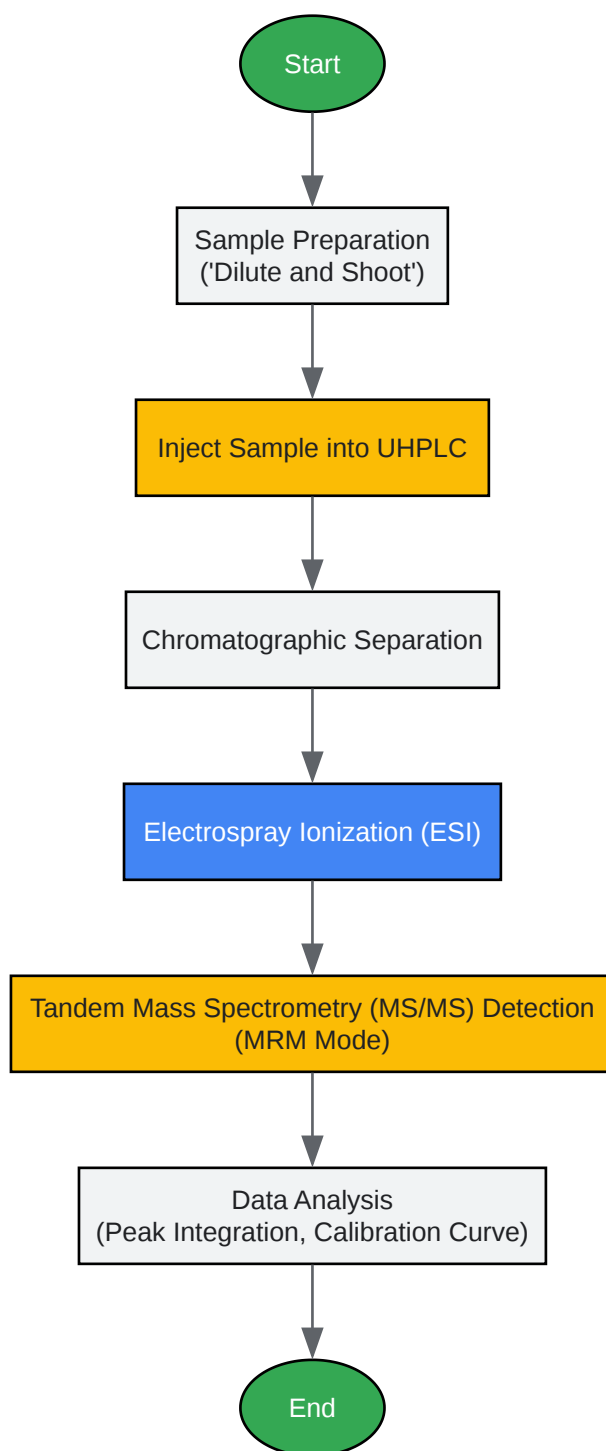 Start
Sample Preparation
('Dilute and Shoot')
Inject Sample into UHPLC
Chromatographic Separation
Electrospray Ionization (ESI)
Tandem Mass Spectrometry (MS/MS) Detection
(MRM Mode)
Data Analysis
(Peak Integration, Calibration Curve)
End